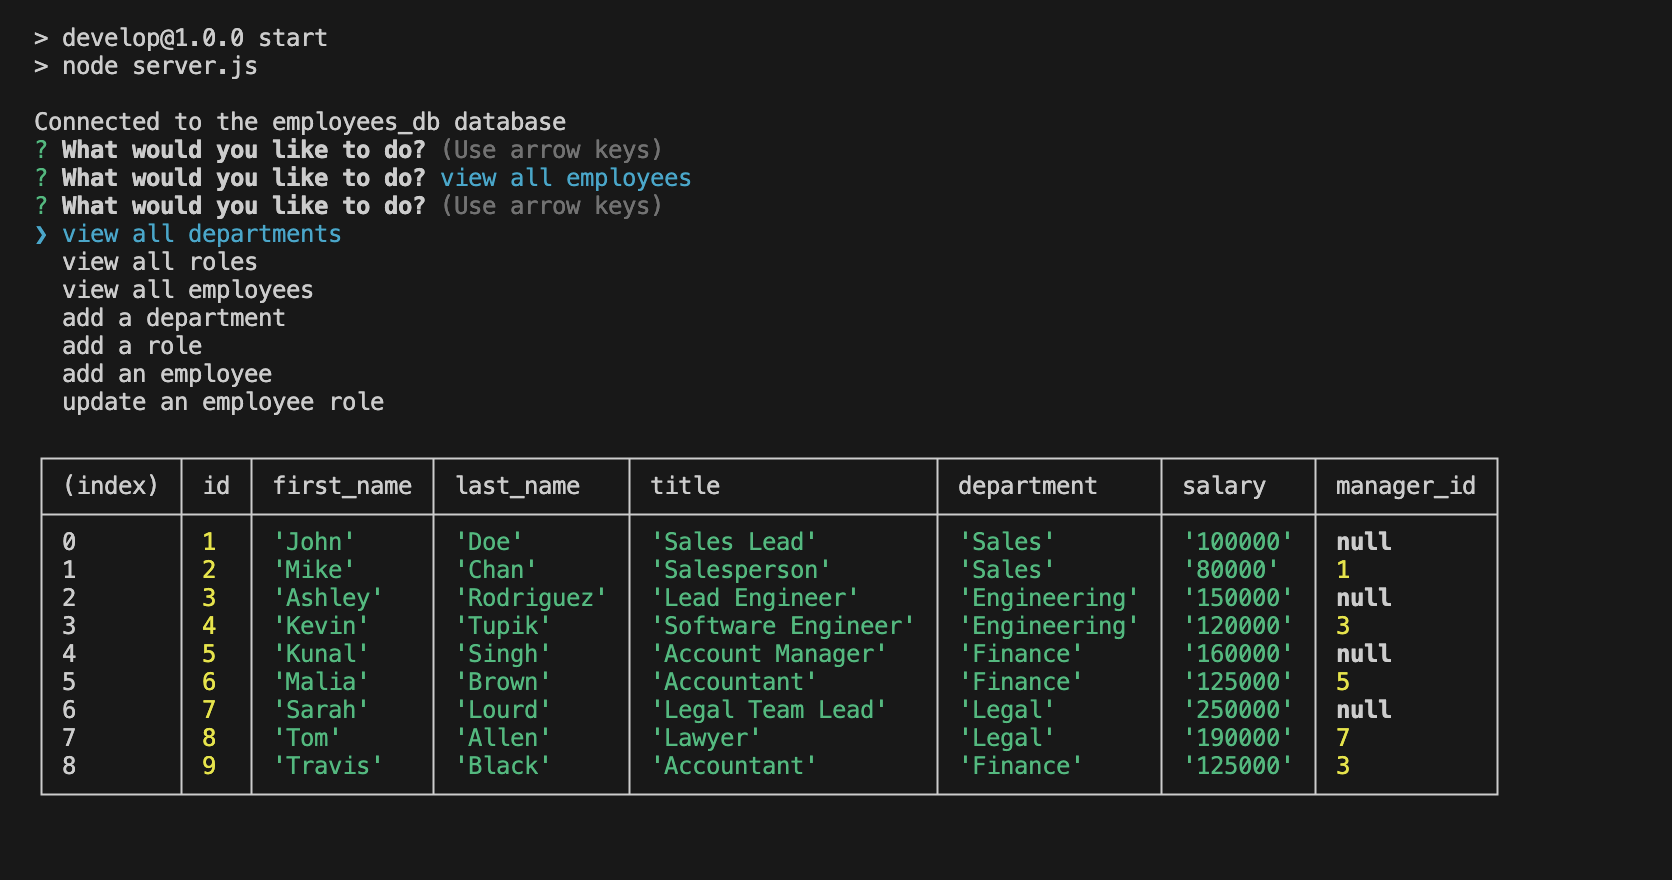 > develop@1.0.0 start
> node server.js
Connected to the employees_db database
? What would you like to do? (Use arrow keys)
? What would you like to do? view all employees
? What would you like to do? (Use arrow keys)
❯ view all departments
view all roles
view all employees
add a department
add a role
add an employee
update an employee role
(index) id first_name last_name title department salary manager_id
0 1 'John' 'Doe' 'Sales Lead' 'Sales' '100000' null
1 2 'Mike' 'Chan' 'Salesperson' 'Sales' '80000' 1
2 3 'Ashley' 'Rodriguez' 'Lead Engineer' 'Engineering' '150000' null
3 4 'Kevin' 'Tupik' 'Software Engineer' 'Engineering' '120000' 3
4 5 'Kunal' 'Singh' 'Account Manager' 'Finance' '160000' null
5 6 'Malia' 'Brown' 'Accountant' 'Finance' '125000' 5
6 7 'Sarah' 'Lourd' 'Legal Team Lead' 'Legal' '250000' null
7 8 'Tom' 'Allen' 'Lawyer' 'Legal' '190000' 7
8 9 'Travis' 'Black' 'Accountant' 'Finance' '125000' 3